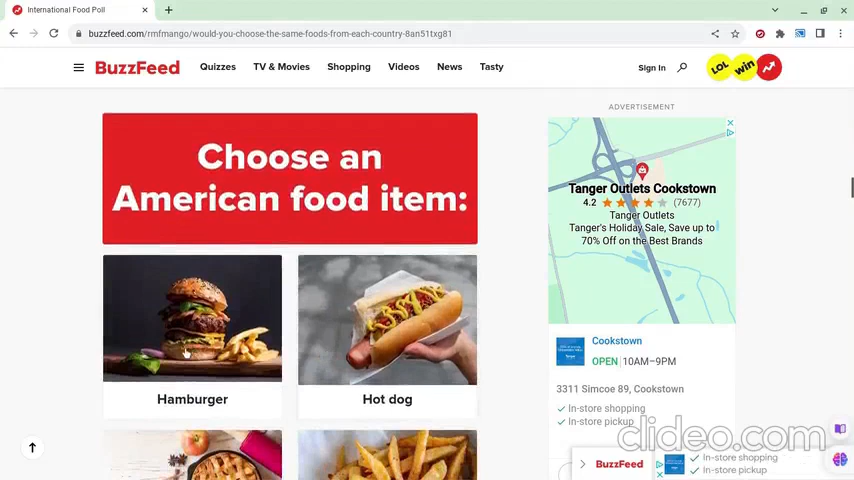 International Food Poll
buzzfeed.com/rmfmango/would-you-choose-the-same-foods-from-each-country-8an51txg81
BuzzFeed
Quizzes
TV & Movies
Shopping
Videos
News
Tasty
Sign In
LOL
win
ADVERTISEMENT
Choose an
American food item:
Tanger Outlets Cookstown
4.2
(7677)
Tanger Outlets
Tanger's Holiday Sale, Save up to
70% Off on the Best Brands
Hamburger
Hot dog
Cookstown
OPEN 10AM–9PM
3311 Simcoe 89, Cookstown
In-store shopping
In-store pickup
clideo.com
BuzzFeed
In-store shopping
In-store pickup